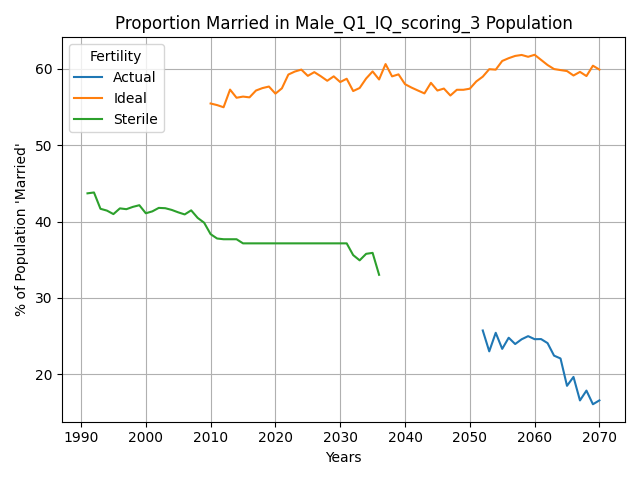 Proportion Married in Male_Q1_IQ_scoring_3 Population
Fertility
Actual
Ideal
Sterile
% of Population 'Married'
60
50
40
30
20
1990 2000 2010 2020 2030 2040 2050 2060 2070
Years